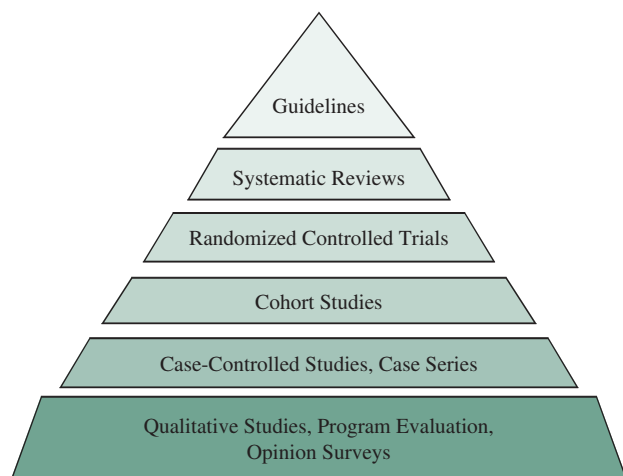 Guidelines
Systematic Reviews
Randomized Controlled Trials
Cohort Studies
Case-Controlled Studies, Case Series
Qualitative Studies, Program Evaluation,
Opinion Surveys